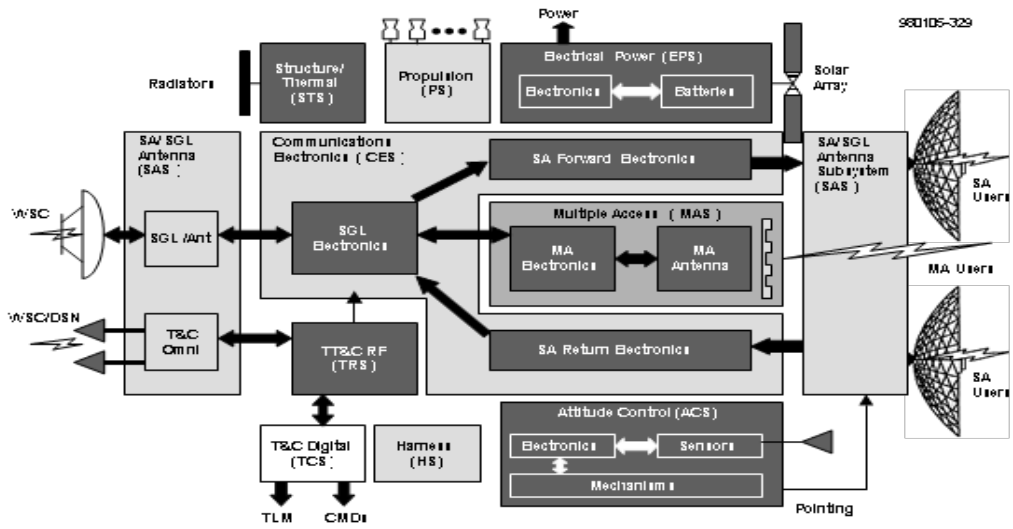 Power
980105-329
Radiators
Structure/
Thermal
(STS)
Propulsion
(PS)
Electrical Power (EPS)
Electronics
Batteries
Solar
Array
SA/SGL
Antenna
(SAS)
Communications
Electronics (CES)
SA Forward Electronics
SA/SGL
Antenna
Subsystem
(SAS)
SA
Users
WSC
SGL /Ant
SGL
Electronics
Multiple Access (MAS)
MA
Electronics
MA
Antenna
MA Users
WSC/DSN
T&C
Omni
TT&C RF
(TRS)
SA Return Electronics
SA
Users
T&C Digital
(TCS)
Harness
(HS)
Attitude Control (ACS)
Electronics
Sensors
Mechanisms
Pointing
TLM
CMDs